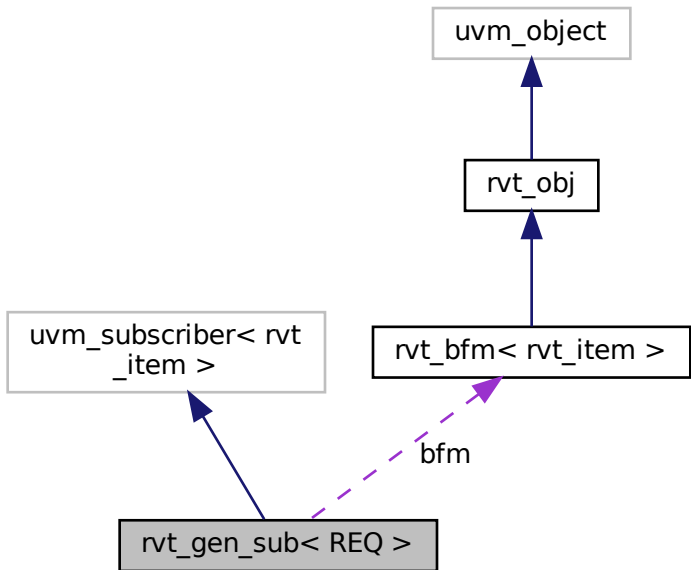 uvm_object
rvt_obj
uvm_subscriber< rvt
_item >
rvt_bfm< rvt_item >
bfm
rvt_gen_sub< REQ >